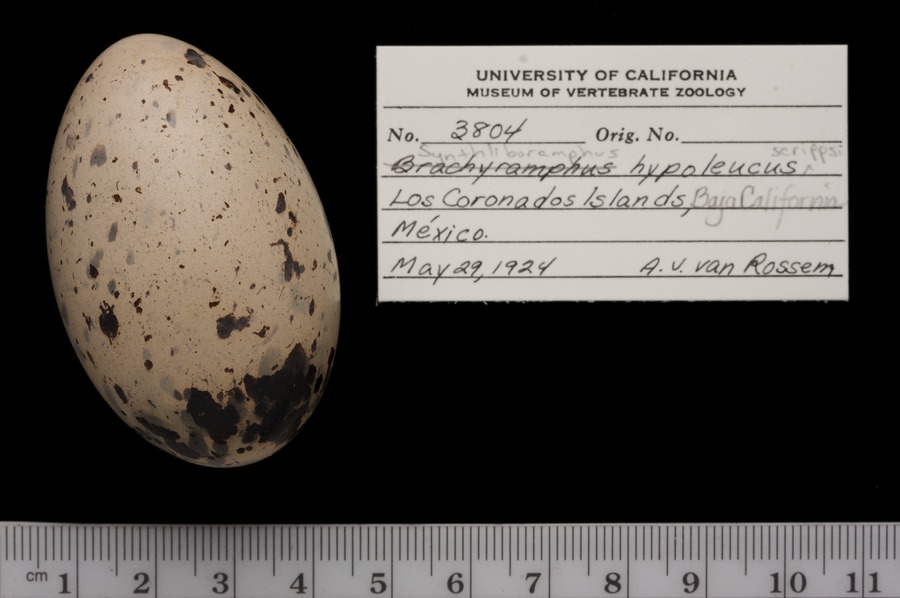 UNIVERSITY OF CALIFORNIA
MUSEUM OF VERTEBRATE ZOOLOGY
No. 3804 Orig. No.
Synthliboramphus scrippsi
Brachyramphus hypoleucus
Los Coronados Islands, Baja California
México.
May 29, 1924 A. J. van Rossem
cm 1 2 3 4 5 6 7 8 9 10 11